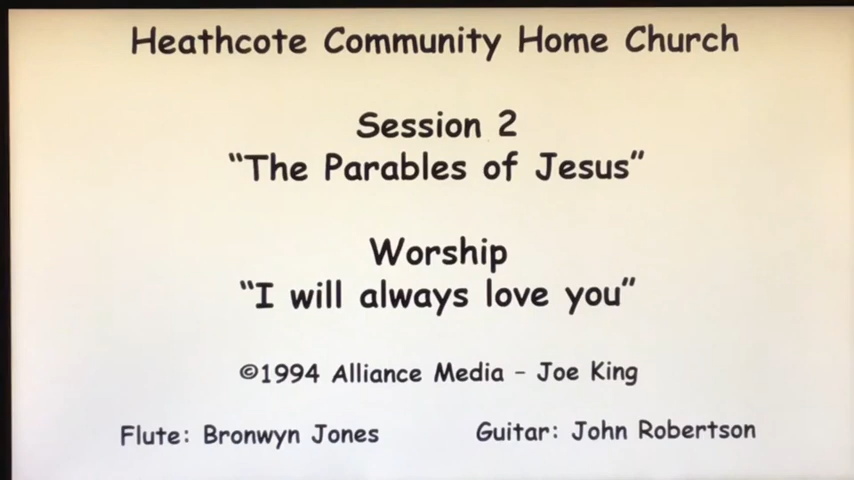 Heathcote Community Home Church
Session 2
“The Parables of Jesus”
Worship
“I will always love you”
©1994 Alliance Media - Joe King
Flute: Bronwyn Jones
Guitar: John Robertson